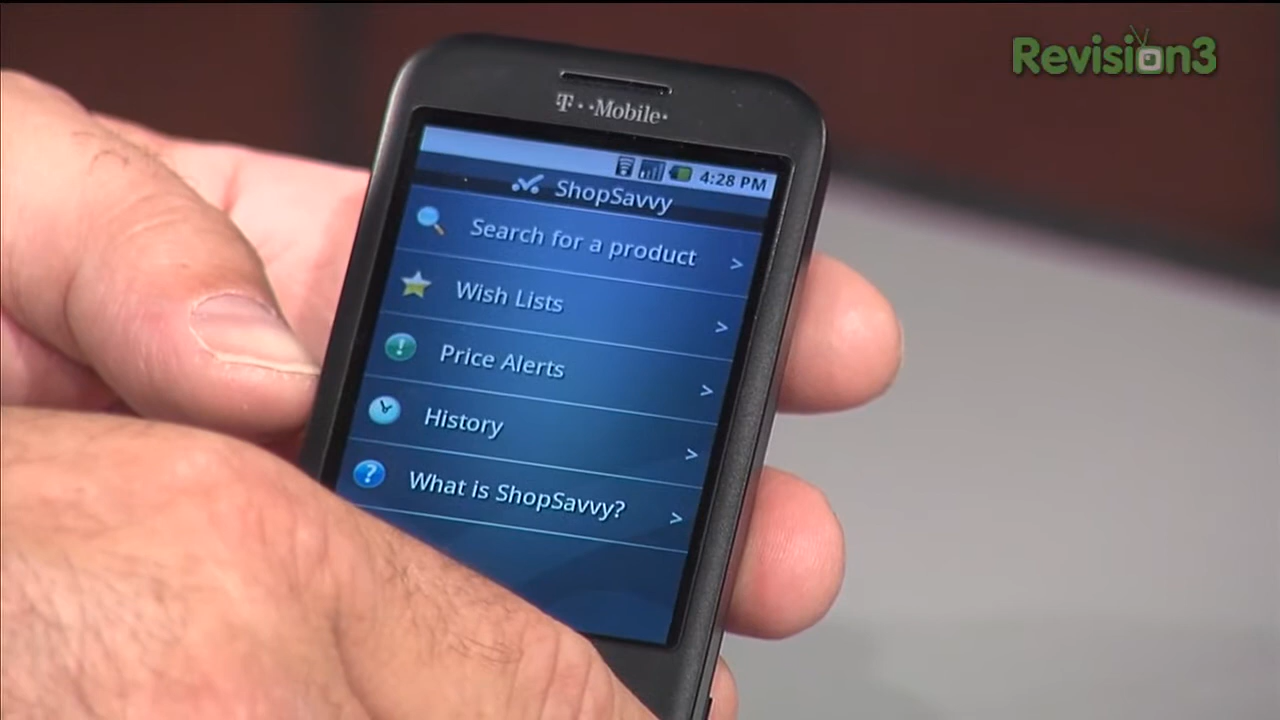 Revision3
T··Mobile·
4:28 PM
ShopSavvy
Search for a product >
Wish Lists >
Price Alerts >
History >
What is ShopSavvy? >